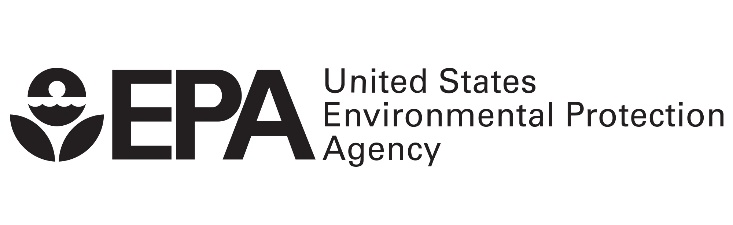 EPA
United States
Environmental Protection
Agency